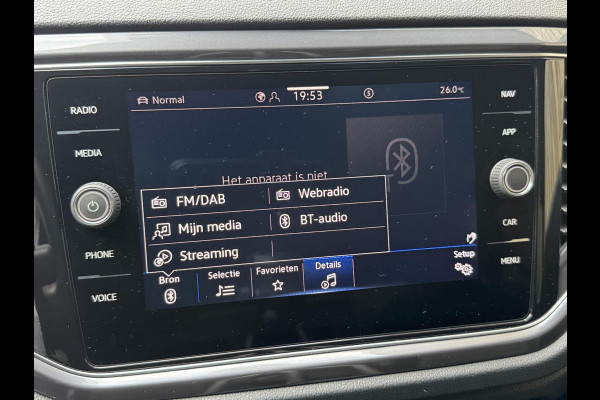 RADIO
MEDIA
PHONE
VOICE
Normal
19:53
26.0°C
Het apparaat is niet
FM/DAB
Webradio
Mijn media
BT-audio
Streaming
Bron
Selectie
Favorieten
Details
Setup
NAV
APP
CAR
MENU